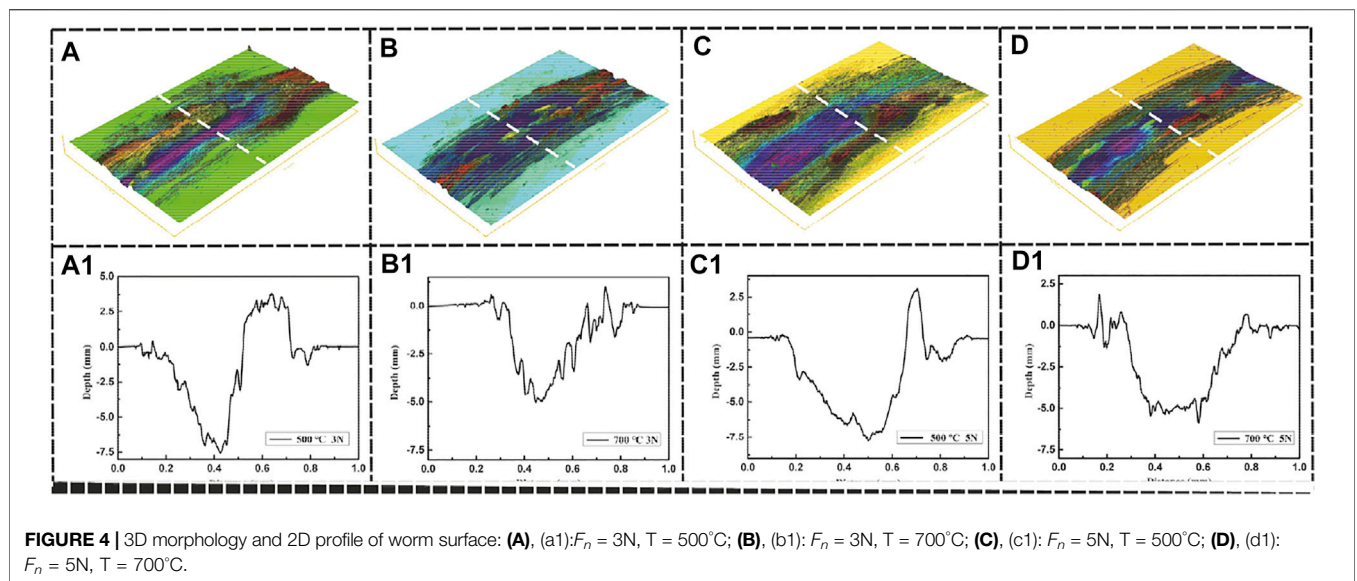 A
B
C
D
A1
5.0
2.5
0.0
-2.5
-5.0
-7.5
Depth (mm)
500 °C 3N
0.0 0.2 0.4 0.6 0.8 1.0
B1
0.0
-2.5
-5.0
-7.5
Depth (mm)
700 °C 3N
0.0 0.2 0.4 0.6 0.8 1.0
C1
2.5
0.0
-2.5
-5.0
-7.5
Depth (mm)
500 °C 5N
0.0 0.2 0.4 0.6 0.8 1.0
D1
2.5
0.0
-2.5
-5.0
-7.5
Depth (mm)
700 °C 5N
0.0 0.2 0.4 0.6 0.8 1.0
Distance (mm)
FIGURE 4 | 3D morphology and 2D profile of worm surface: (A), (a1):Fn = 3N, T = 500°C; (B), (b1): Fn = 3N, T = 700°C; (C), (c1): Fn = 5N, T = 500°C; (D), (d1):
Fn = 5N, T = 700°C.